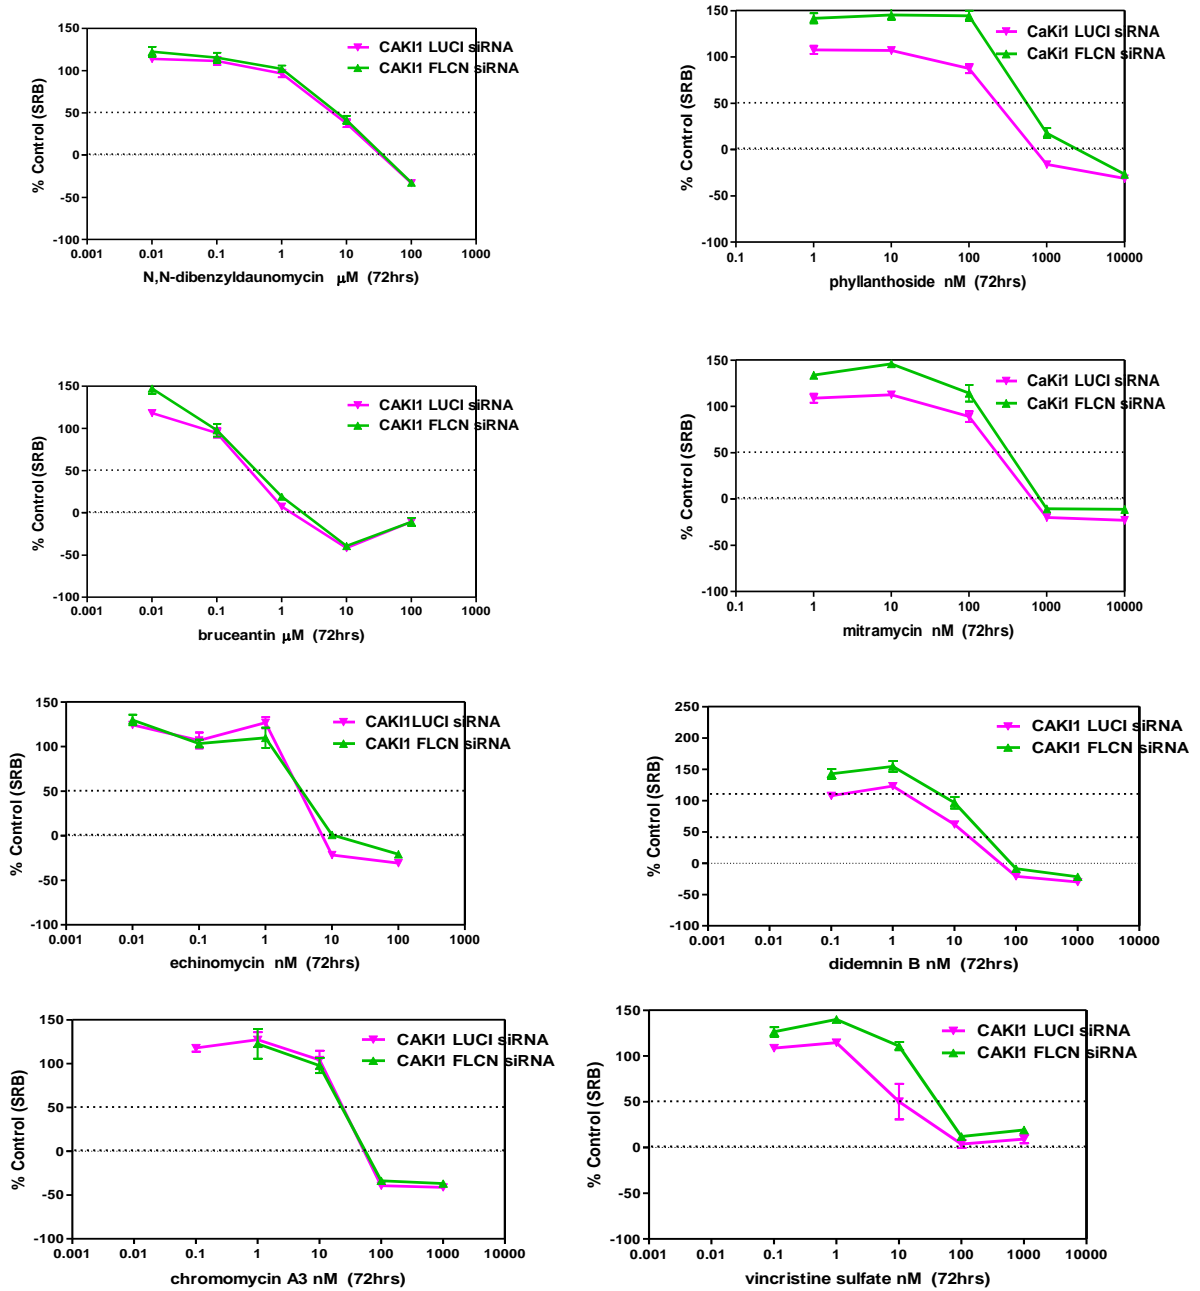 CAKI1 LUCI siRNA
CAKI1 FLCN siRNA
150
100
50
0
-50
-100
% Control (SRB)
0.001 0.01 0.1 1 10 100 1000
N,N-dibenzyldaunomycin µM (72hrs)
CaKi1 LUCI siRNA
CaKi1 FLCN siRNA
150
100
50
0
-50
-100
% Control (SRB)
0.1 1 10 100 1000 10000
phyllanthoside nM (72hrs)
CAKI1 LUCI siRNA
CAKI1 FLCN siRNA
150
100
50
0
-50
-100
% Control (SRB)
0.001 0.01 0.1 1 10 100 1000
bruceantin µM (72hrs)
CaKi1 LUCI siRNA
CaKi1 FLCN siRNA
150
100
50
0
-50
-100
% Control (SRB)
0.1 1 10 100 1000 10000
mitramycin nM (72hrs)
CAKI1LUCI siRNA
CAKI1 FLCN siRNA
150
100
50
0
-50
-100
% Control (SRB)
0.001 0.01 0.1 1 10 100 1000
echinomycin nM (72hrs)
CAKI1 LUCI siRNA
CAKI1 FLCN siRNA
250
200
150
100
50
0
-50
-100
% Control (SRB)
0.001 0.01 0.1 1 10 100 1000 10000
didemnin B nM (72hrs)
CAKI1 LUCI siRNA
CAKI1 FLCN siRNA
150
100
50
0
-50
-100
% Control (SRB)
0.001 0.01 0.1 1 10 100 1000 10000
chromomycin A3 nM (72hrs)
CAKI1 LUCI siRNA
CAKI1 FLCN siRNA
150
100
50
0
-50
-100
% Control (SRB)
0.001 0.01 0.1 1 10 100 1000 10000
vincristine sulfate nM (72hrs)